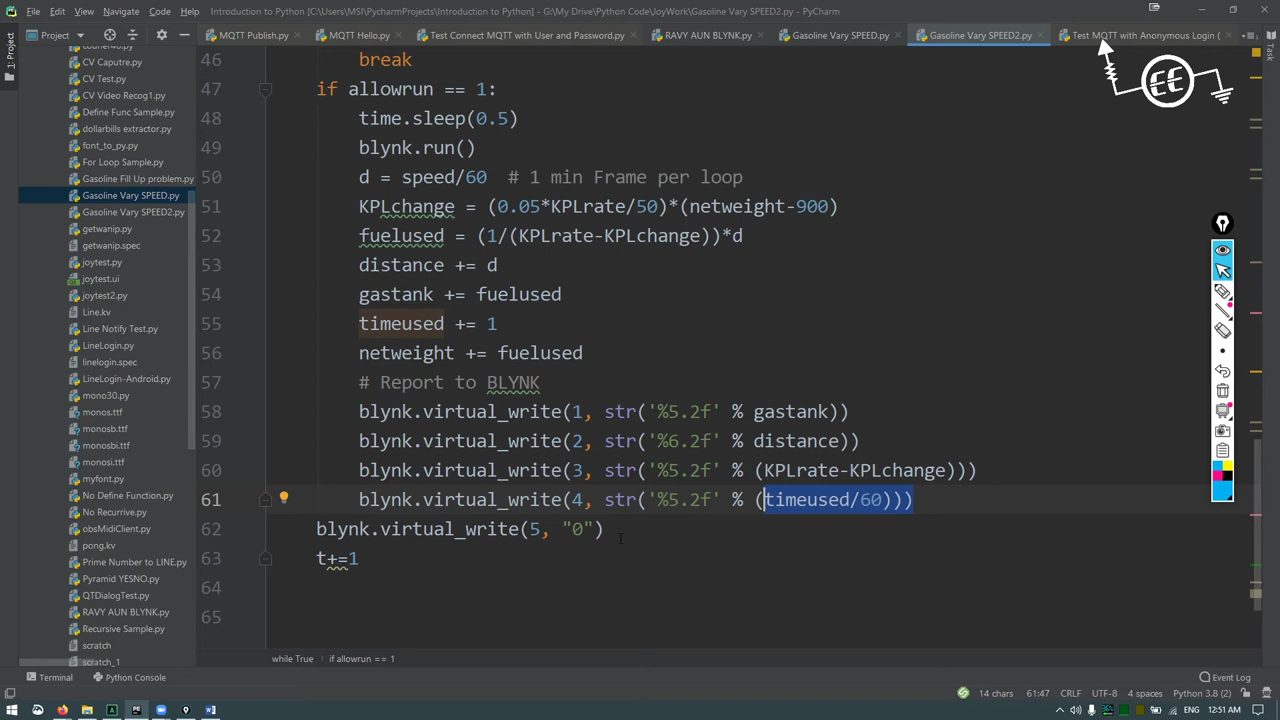 File Edit View Navigate Code Refactor Run Tools VCS Window Help Introduction to Python [C:\Users\MSI\PycharmProjects\Introduction to Python] - G:\My Drive\Python Code\JoyWork\Gasoline Vary SPEED2.py - PyCharm
Project
MQTT Publish.py
MQTT Hello.py
Test Connect MQTT with User and Password.py
RAVY AUN BLYNK.py
Gasoline Vary SPEED.py
Gasoline Vary SPEED2.py
Test MQTT with Anonymous Login (
1: Project
Task
EE
CV Caputre.py
CV Test.py
CV Video Recog1.py
Define Func Sample.py
dollarbills extractor.py
font_to_py.py
For Loop Sample.py
Gasoline Fill Up problem.py
Gasoline Vary SPEED.py
Gasoline Vary SPEED2.py
getwanip.py
getwanip.spec
joytest.py
joytest.ui
joytest2.py
Line.kv
Line Notify Test.py
LineLogin.py
linelogin.spec
LineLogin-Android.py
mono30.py
monos.ttf
monosb.ttf
monosbi.ttf
monosi.ttf
myfont.py
No Define Function.py
No Recurrive.py
obsMidiClient.py
pong.kv
Prime Number to LINE.py
Pyramid YESNO.py
QTDialogTest.py
RAVY AUN BLYNK.py
Recursive Sample.py
scratch
scratch_1
46 break
47 if allowrun == 1:
48 time.sleep(0.5)
49 blynk.run()
50 d = speed/60 # 1 min Frame per loop
51 KPLchange = (0.05*KPLrate/50)*(netweight-900)
52 fuelused = (1/(KPLrate-KPLchange))*d
53 distance += d
54 gastank += fuelused
55 timeused += 1
56 netweight += fuelused
57 # Report to BLYNK
58 blynk.virtual_write(1, str('%5.2f' % gastank))
59 blynk.virtual_write(2, str('%6.2f' % distance))
60 blynk.virtual_write(3, str('%5.2f' % (KPLrate-KPLchange)))
61 blynk.virtual_write(4, str('%5.2f' % (timeused/60)))
62 blynk.virtual_write(5, "0")
63 t+=1
64
65
while True
if allowrun == 1
Terminal
Python Console
Event Log
14 chars 61:47 CRLF UTF-8 4 spaces Python 3.8 (2)
12:51 AM